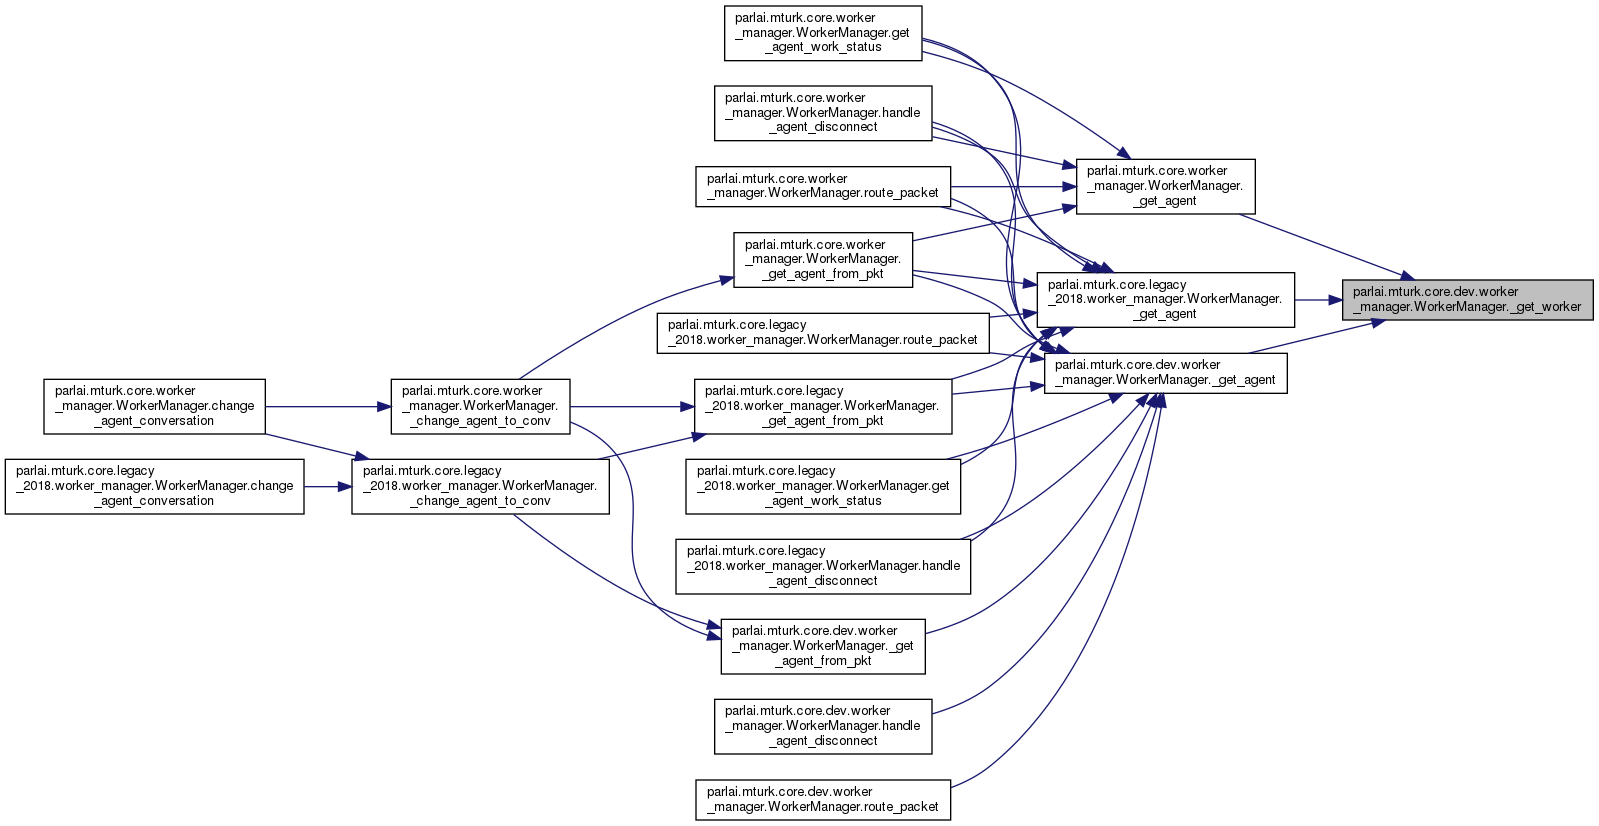 parlai.mturk.core.worker
_manager.WorkerManager.get
_agent_work_status
parlai.mturk.core.worker
_manager.WorkerManager.handle
_agent_disconnect
parlai.mturk.core.worker
_manager.WorkerManager.route_packet
parlai.mturk.core.worker
_manager.WorkerManager.
_get_agent
parlai.mturk.core.worker
_manager.WorkerManager.
_get_agent_from_pkt
parlai.mturk.core.legacy
_2018.worker_manager.WorkerManager.
_get_agent
parlai.mturk.core.dev.worker
_manager.WorkerManager._get_worker
parlai.mturk.core.legacy
_2018.worker_manager.WorkerManager.route_packet
parlai.mturk.core.dev.worker
_manager.WorkerManager._get_agent
parlai.mturk.core.worker
_manager.WorkerManager.change
_agent_conversation
parlai.mturk.core.worker
_manager.WorkerManager.
_change_agent_to_conv
parlai.mturk.core.legacy
_2018.worker_manager.WorkerManager.
_get_agent_from_pkt
parlai.mturk.core.legacy
_2018.worker_manager.WorkerManager.change
_agent_conversation
parlai.mturk.core.legacy
_2018.worker_manager.WorkerManager.
_change_agent_to_conv
parlai.mturk.core.legacy
_2018.worker_manager.WorkerManager.get
_agent_work_status
parlai.mturk.core.legacy
_2018.worker_manager.WorkerManager.handle
_agent_disconnect
parlai.mturk.core.dev.worker
_manager.WorkerManager._get
_agent_from_pkt
parlai.mturk.core.dev.worker
_manager.WorkerManager.handle
_agent_disconnect
parlai.mturk.core.dev.worker
_manager.WorkerManager.route_packet